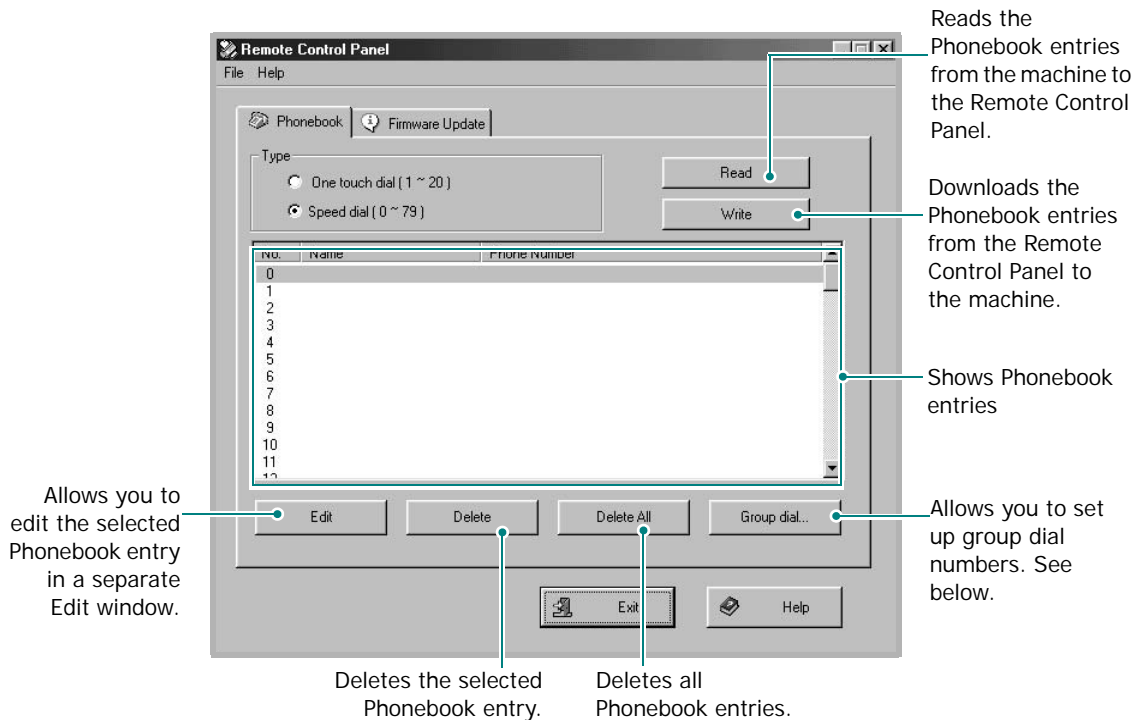 Reads the
Phonebook entries
from the machine to
the Remote Control
Panel.
Remote Control Panel
File Help
Phonebook
Firmware Update
Type
One touch dial ( 1 ~ 20 )
Speed dial ( 0 ~ 79 )
Read
Write
Downloads the
Phonebook entries
from the Remote
Control Panel to
the machine.
No. Name Phone Number
0
1
2
3
4
5
6
7
8
9
10
11
12
Shows Phonebook
entries
Allows you to
edit the selected
Phonebook entry
in a separate
Edit window.
Edit
Delete
Delete All
Group dial...
Allows you to set
up group dial
numbers. See
below.
Exit
Help
Deletes the selected
Phonebook entry.
Deletes all
Phonebook entries.